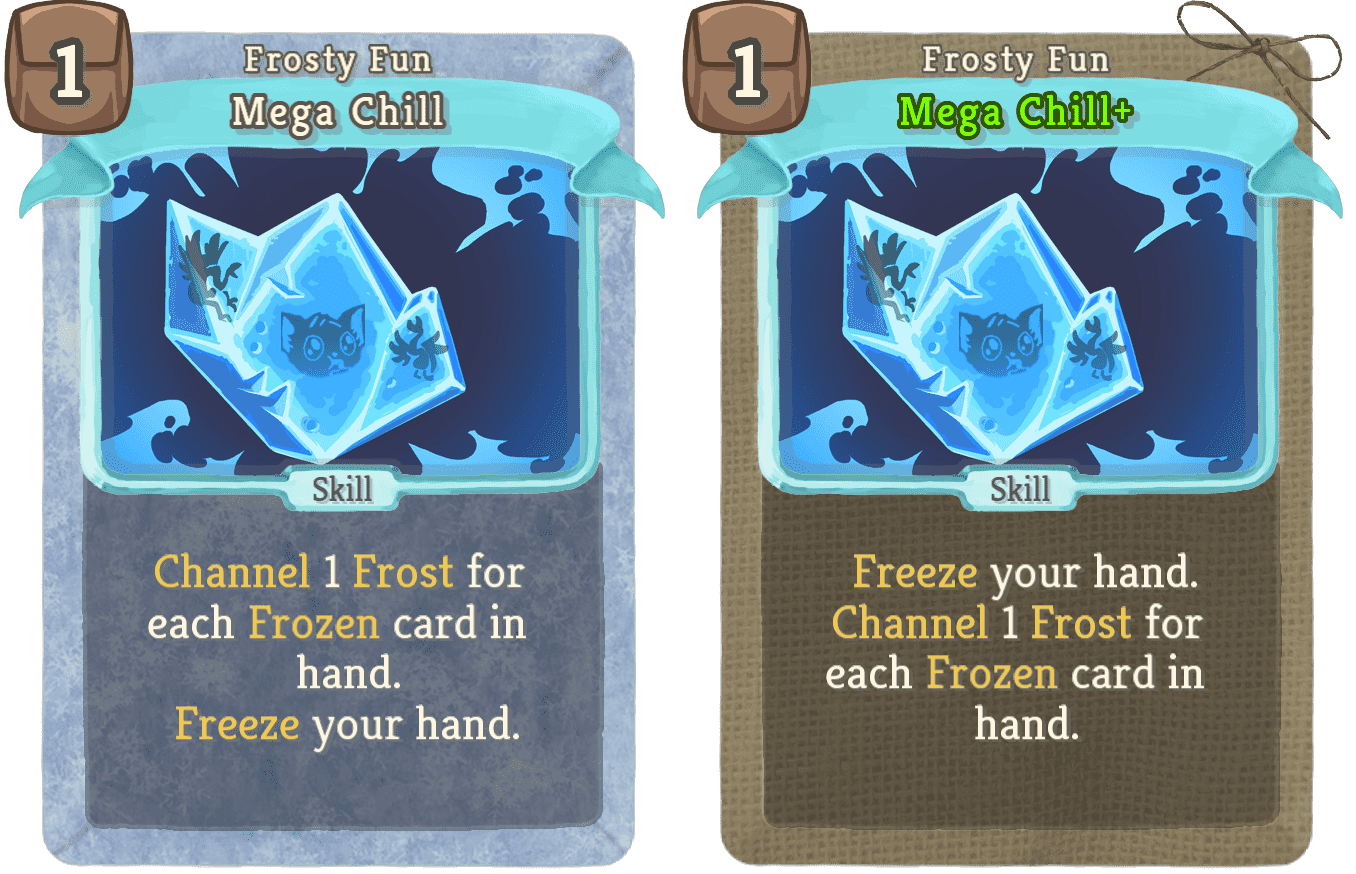 1
Frosty Fun
Mega Chill
Skill
Channel 1 Frost for
each Frozen card in
hand.
Freeze your hand.
1
Frosty Fun
Mega Chill+
Skill
Freeze your hand.
Channel 1 Frost for
each Frozen card in
hand.